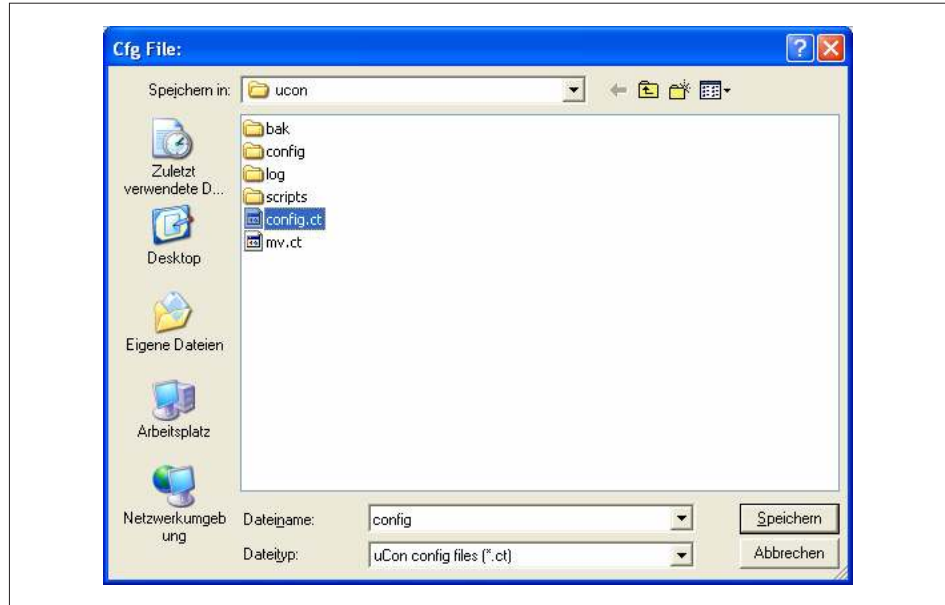 Cfg File:
Speichern in:
ucon
bak
config
log
scripts
config.ct
mv.ct
Zuletzt
verwendete D...
Desktop
Eigene Dateien
Arbeitsplatz
Netzwerkumgeb
ung
Dateiname:
config
Speichern
Dateityp:
uCon config files (*.ct)
Abbrechen